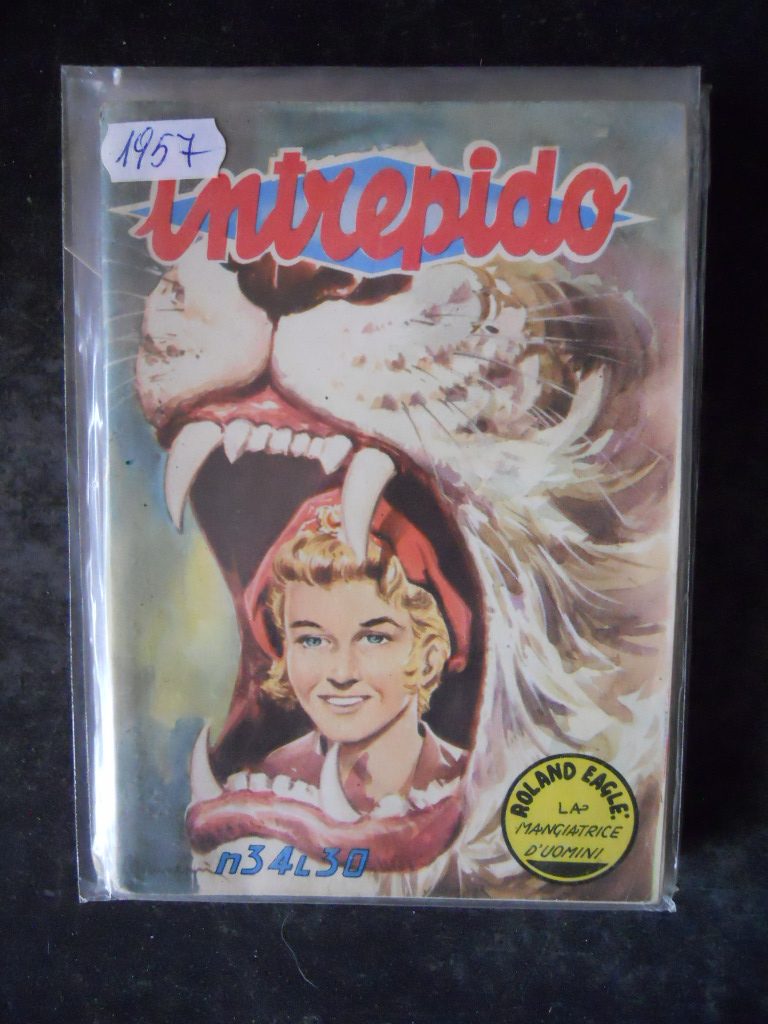 1957
intrepido
ROLAND EAGLE:
LA
MANGIATRICE
D'UOMINI
n34L30